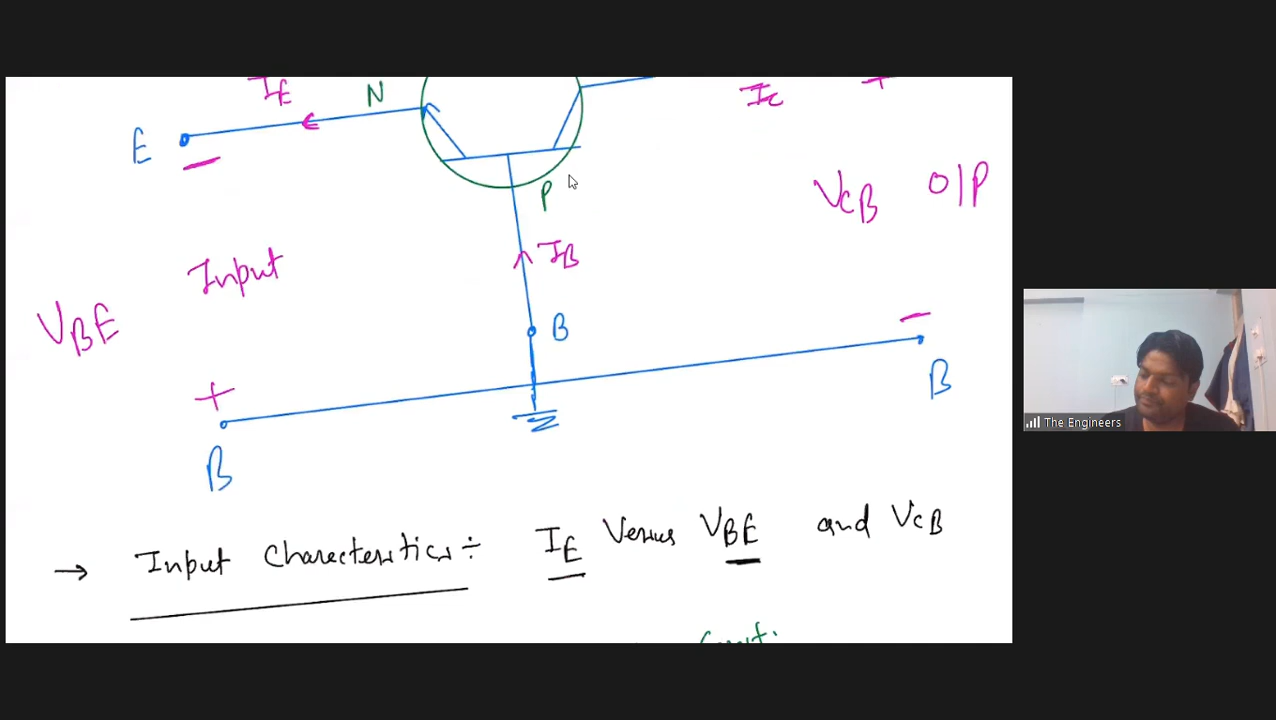 IE
N
IC
+
E
−
P
VCB O/P
Input
IB
VBE
B
−
+
B
B
The Engineers
→ Input Characteristics ÷ IE Versus VBE and VCB